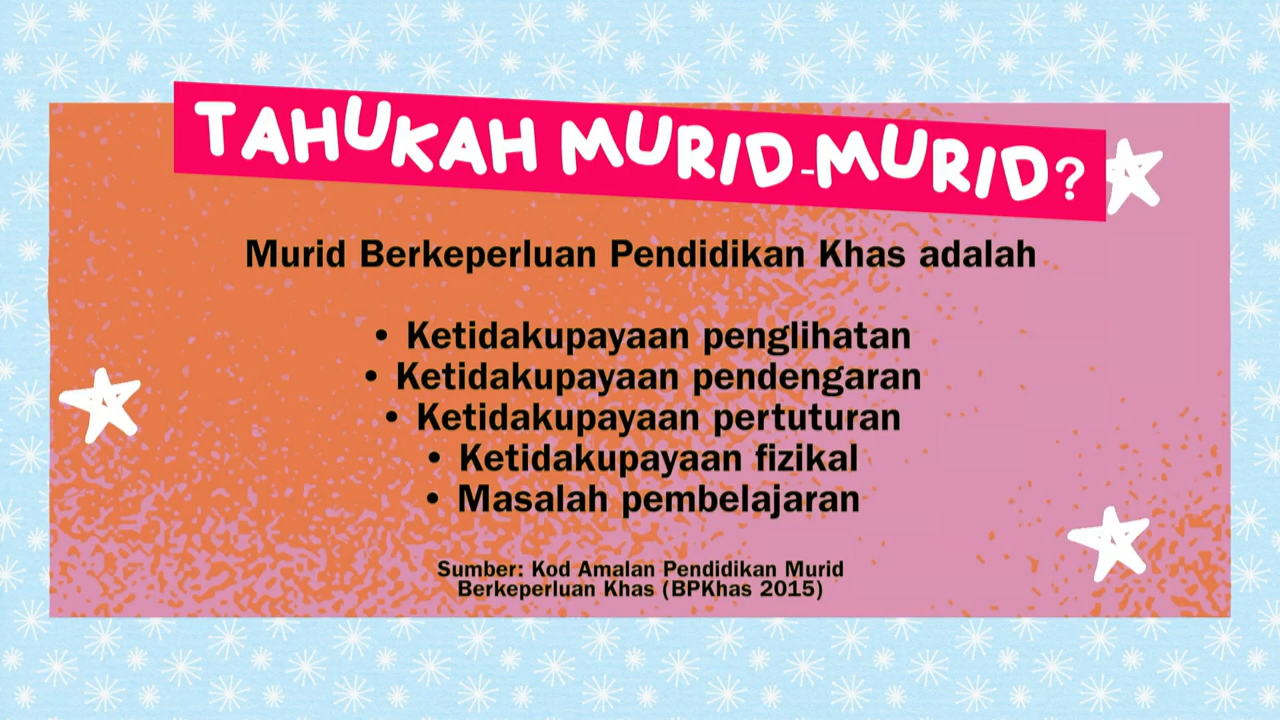 TAHUKAH MURID-MURID?
Murid Berkeperluan Pendidikan Khas adalah
• Ketidakupayaan penglihatan
• Ketidakupayaan pendengaran
• Ketidakupayaan pertuturan
• Ketidakupayaan fizikal
• Masalah pembelajaran
Sumber: Kod Amalan Pendidikan Murid
Berkeperluan Khas (BPKhas 2015)